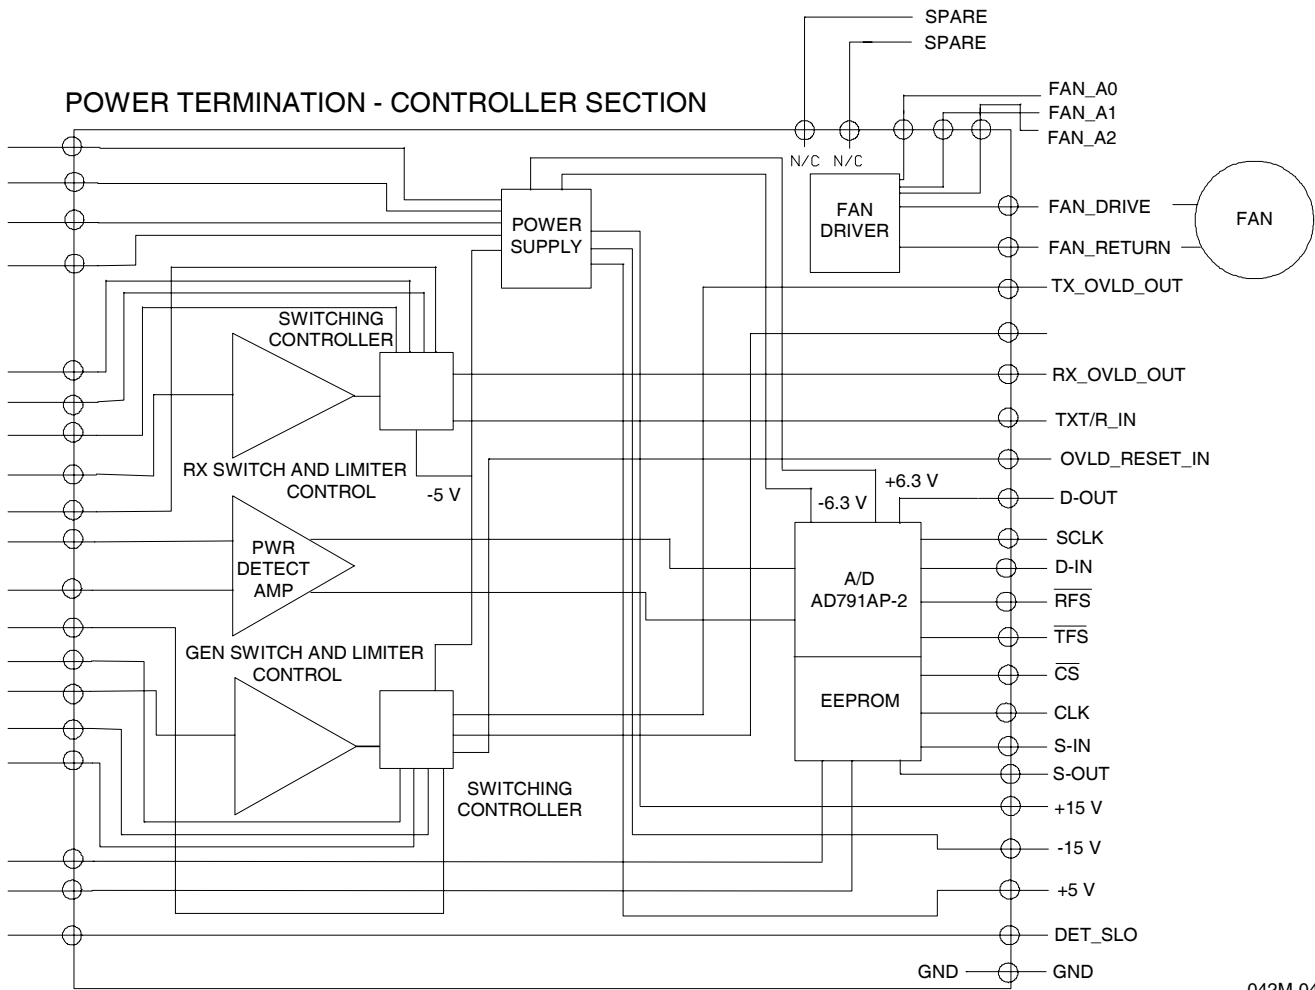 SPARE
SPARE
POWER TERMINATION - CONTROLLER SECTION
FAN_A0
FAN_A1
FAN_A2
N/C N/C
POWER
SUPPLY
FAN
DRIVER
FAN_DRIVE
FAN
FAN_RETURN
TX_OVLD_OUT
SWITCHING
CONTROLLER
RX_OVLD_OUT
TXT/R_IN
RX SWITCH AND LIMITER
CONTROL
-5 V
OVLD_RESET_IN
+6.3 V
-6.3 V
D-OUT
SCLK
PWR
DETECT
AMP
D-IN
A/D
AD791AP-2
RFS
TFS
GEN SWITCH AND LIMITER
CONTROL
CS
EEPROM
CLK
S-IN
S-OUT
SWITCHING
CONTROLLER
+15 V
-15 V
+5 V
DET_SLO
GND GND